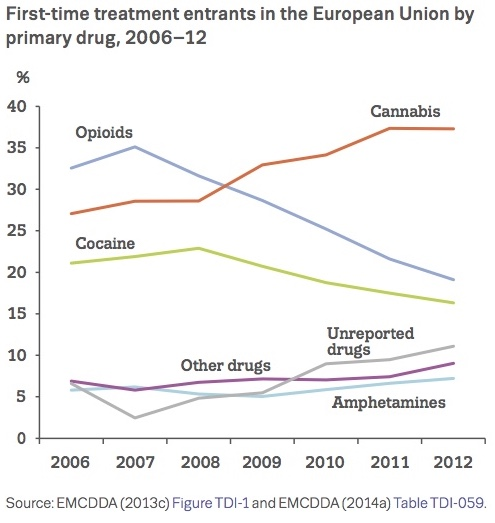 First-time treatment entrants in the European Union by
primary drug, 2006–12
%
40
35
30
25
20
15
10
5
0
Cannabis
Opioids
Cocaine
Unreported
drugs
Other drugs
Amphetamines
2006 2007 2008 2009 2010 2011 2012
Source: EMCDDA (2013c) Figure TDI-1 and EMCDDA (2014a) Table TDI-059.